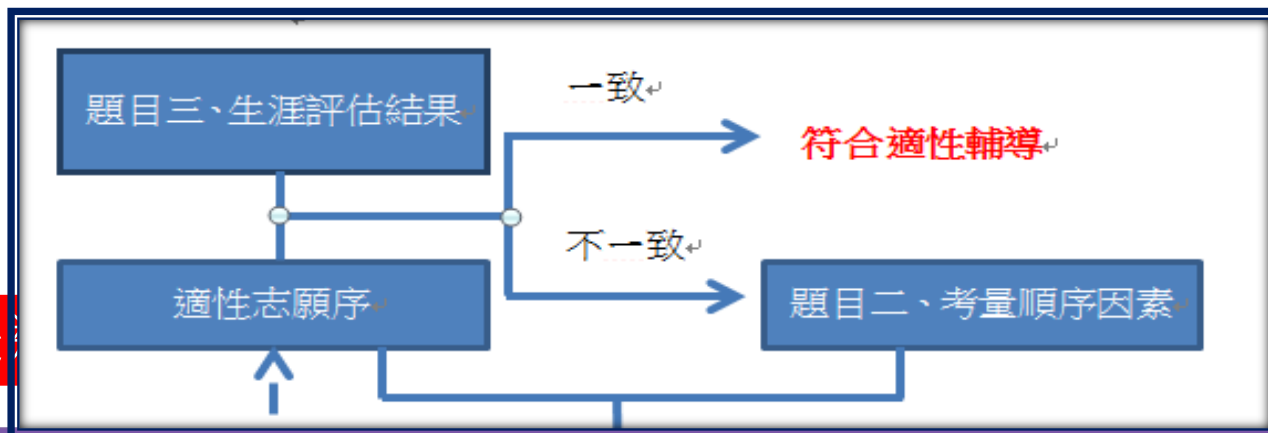 一致
題目三、生涯評估結果
符合適性輔導
不一致
適性志願序
題目二、考量順序因素